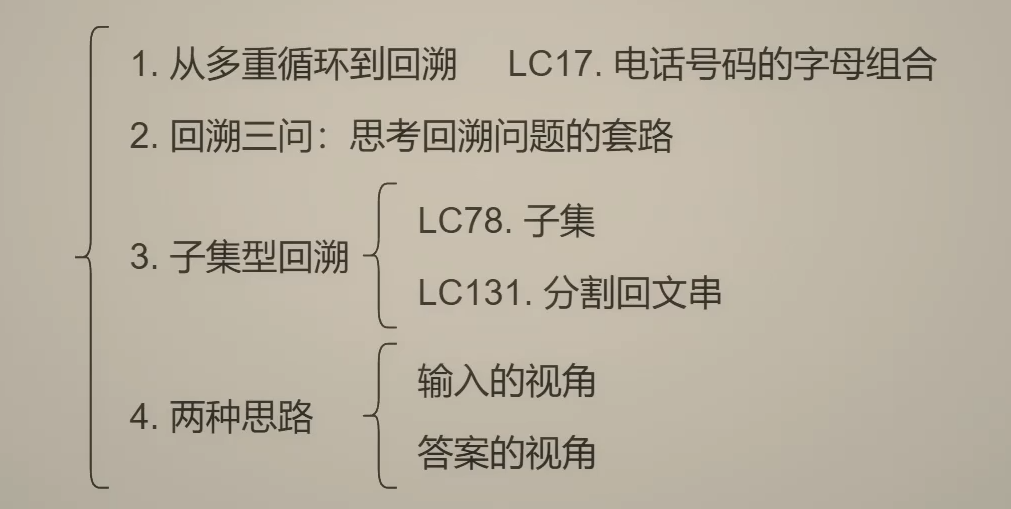 1. 从多重循环到回溯 LC17. 电话号码的字母组合
2. 回溯三问：思考回溯问题的套路
3. 子集型回溯
LC78. 子集
LC131. 分割回文串
4. 两种思路
输入的视角
答案的视角